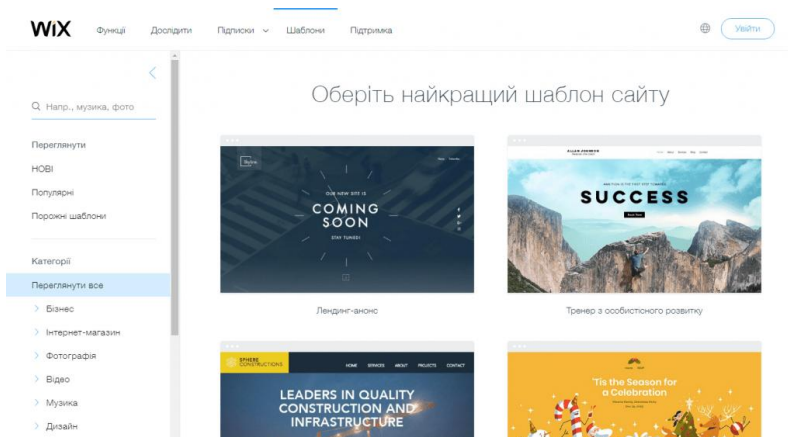 WiX
Функції Дослідити Підписки Шаблони Підтримка Увійти
Напр., музика, фото
Переглянути
НОВІ
Популярні
Порожні шаблони
Категорії
Переглянути все
Бізнес
Інтернет-магазин
Фотографія
Відео
Музика
Дизайн
Оберіть найкращий шаблон сайту
OUR NEW SITE IS
COMING
SOON
STAY TUNED!
Лендинг-анонс
ALLAN JOHNSON
SUCCESS
Тренер з особистісного розвитку
SPHERE
CONSTRUCTIONS
HOME SERVICES ABOUT PROJECTS CONTACT
LEADERS IN QUALITY
CONSTRUCTION AND
INFRASTRUCTURE
'Tis the Season for
a Celebration